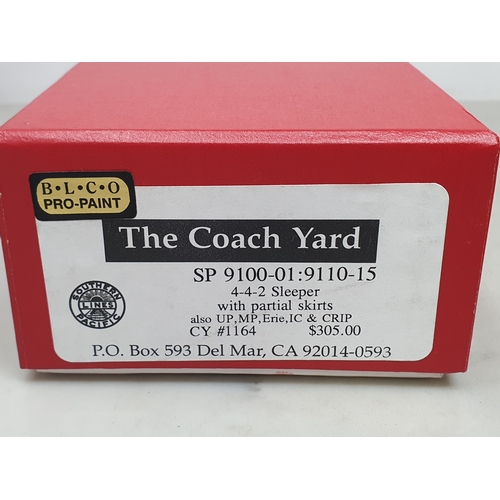 B•L•C•O
PRO-PAINT
The Coach Yard
SP 9100-01:9110-15
4-4-2 Sleeper
with partial skirts
also UP,MP,Erie,IC & CRIP
CY #1164 $305.00
P.O. Box 593 Del Mar, CA 92014-0593
SOUTHERN
LINES
PACIFIC